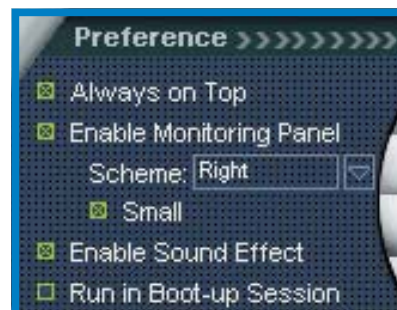 Preference >>>>>>>>>
Always on Top
Enable Monitoring Panel
Scheme: Right
Small
Enable Sound Effect
Run in Boot-up Session